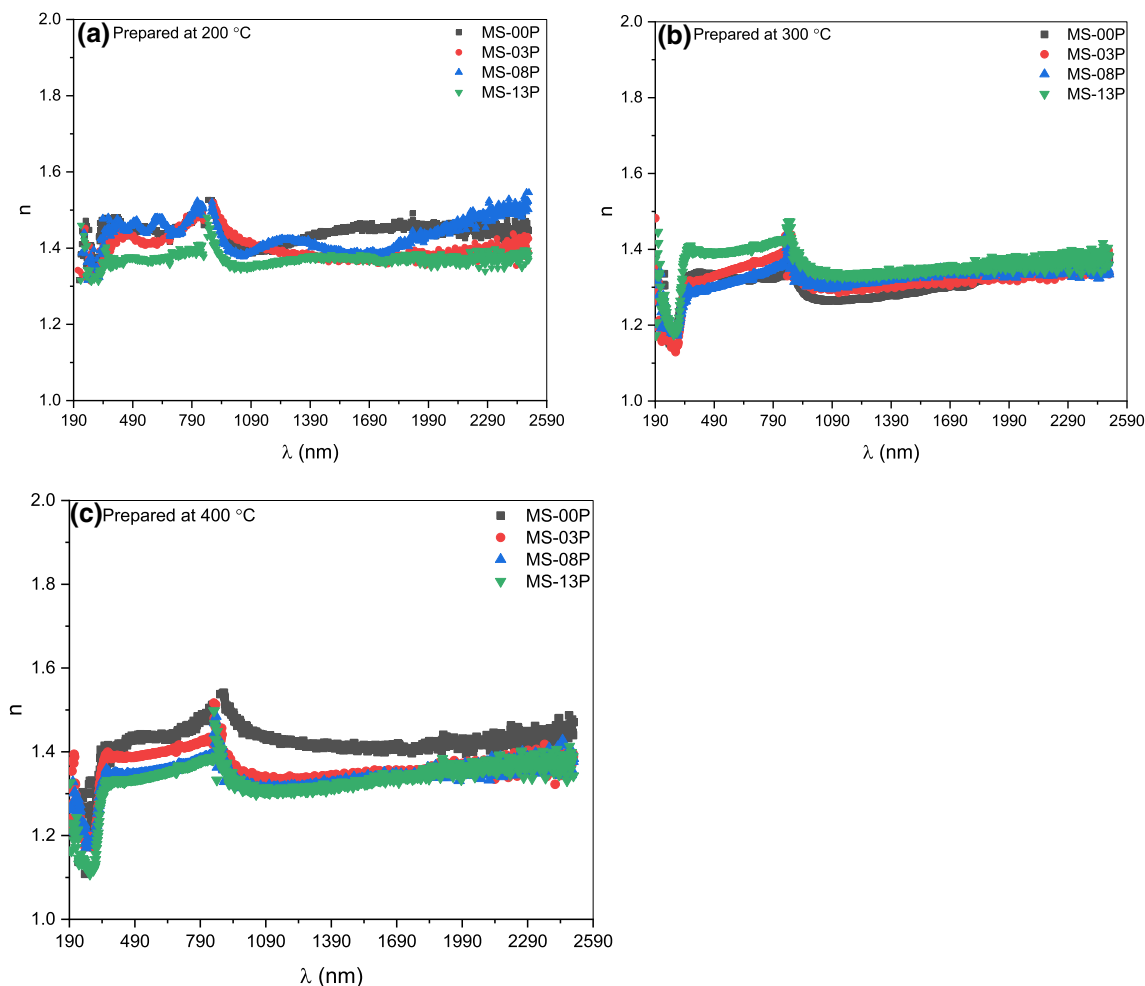 (a) Prepared at 200 °C
MS-00P
MS-03P
MS-08P
MS-13P
2.0
1.8
1.6
1.4
1.2
1.0
n
190 490 790 1090 1390 1690 1990 2290 2590
λ (nm)
(b) Prepared at 300 °C
MS-00P
MS-03P
MS-08P
MS-13P
2.0
1.8
1.6
1.4
1.2
1.0
n
190 490 790 1090 1390 1690 1990 2290 2590
λ (nm)
(c) Prepared at 400 °C
MS-00P
MS-03P
MS-08P
MS-13P
2.0
1.8
1.6
1.4
1.2
1.0
n
190 490 790 1090 1390 1690 1990 2290 2590
λ (nm)